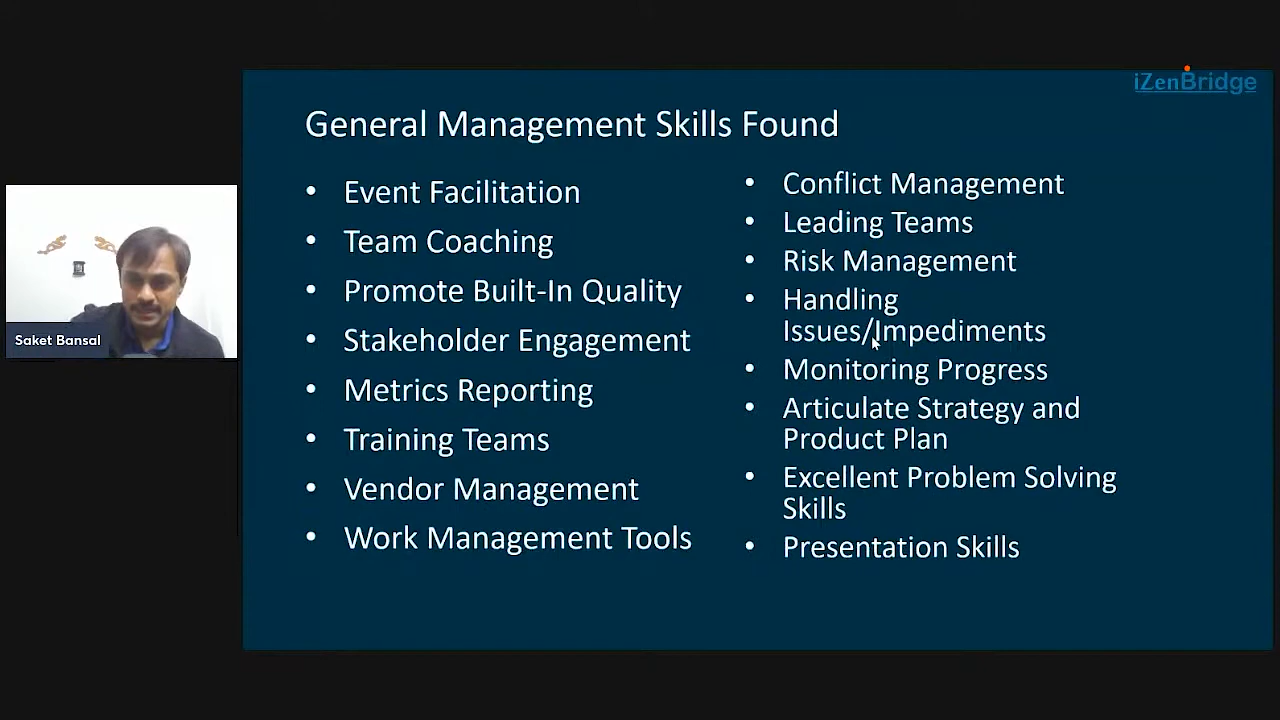 iZenBridge
General Management Skills Found
• Event Facilitation
• Team Coaching
• Promote Built-In Quality
• Stakeholder Engagement
• Metrics Reporting
• Training Teams
• Vendor Management
• Work Management Tools
• Conflict Management
• Leading Teams
• Risk Management
• Handling
Issues/Impediments
• Monitoring Progress
• Articulate Strategy and
Product Plan
• Excellent Problem Solving
Skills
• Presentation Skills
Saket Bansal